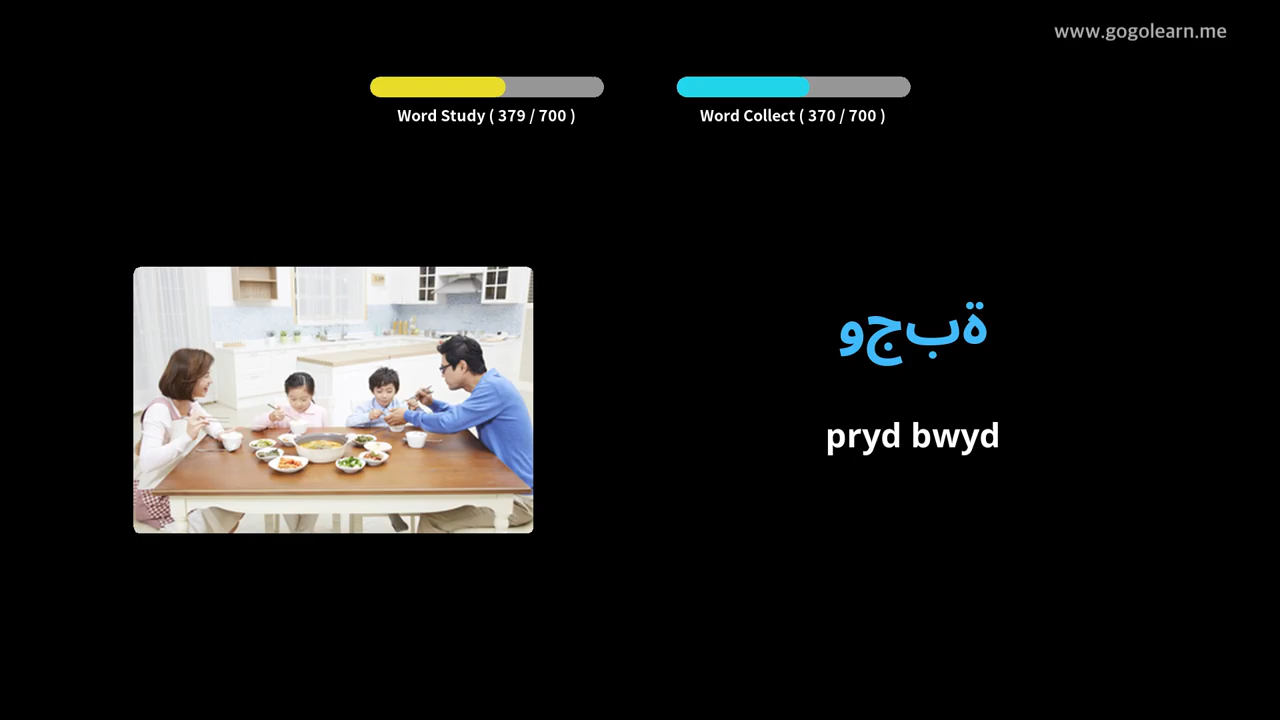 www.gogolearn.me
Word Study ( 379 / 700 )
Word Collect ( 370 / 700 )
وجبة
pryd bwyd